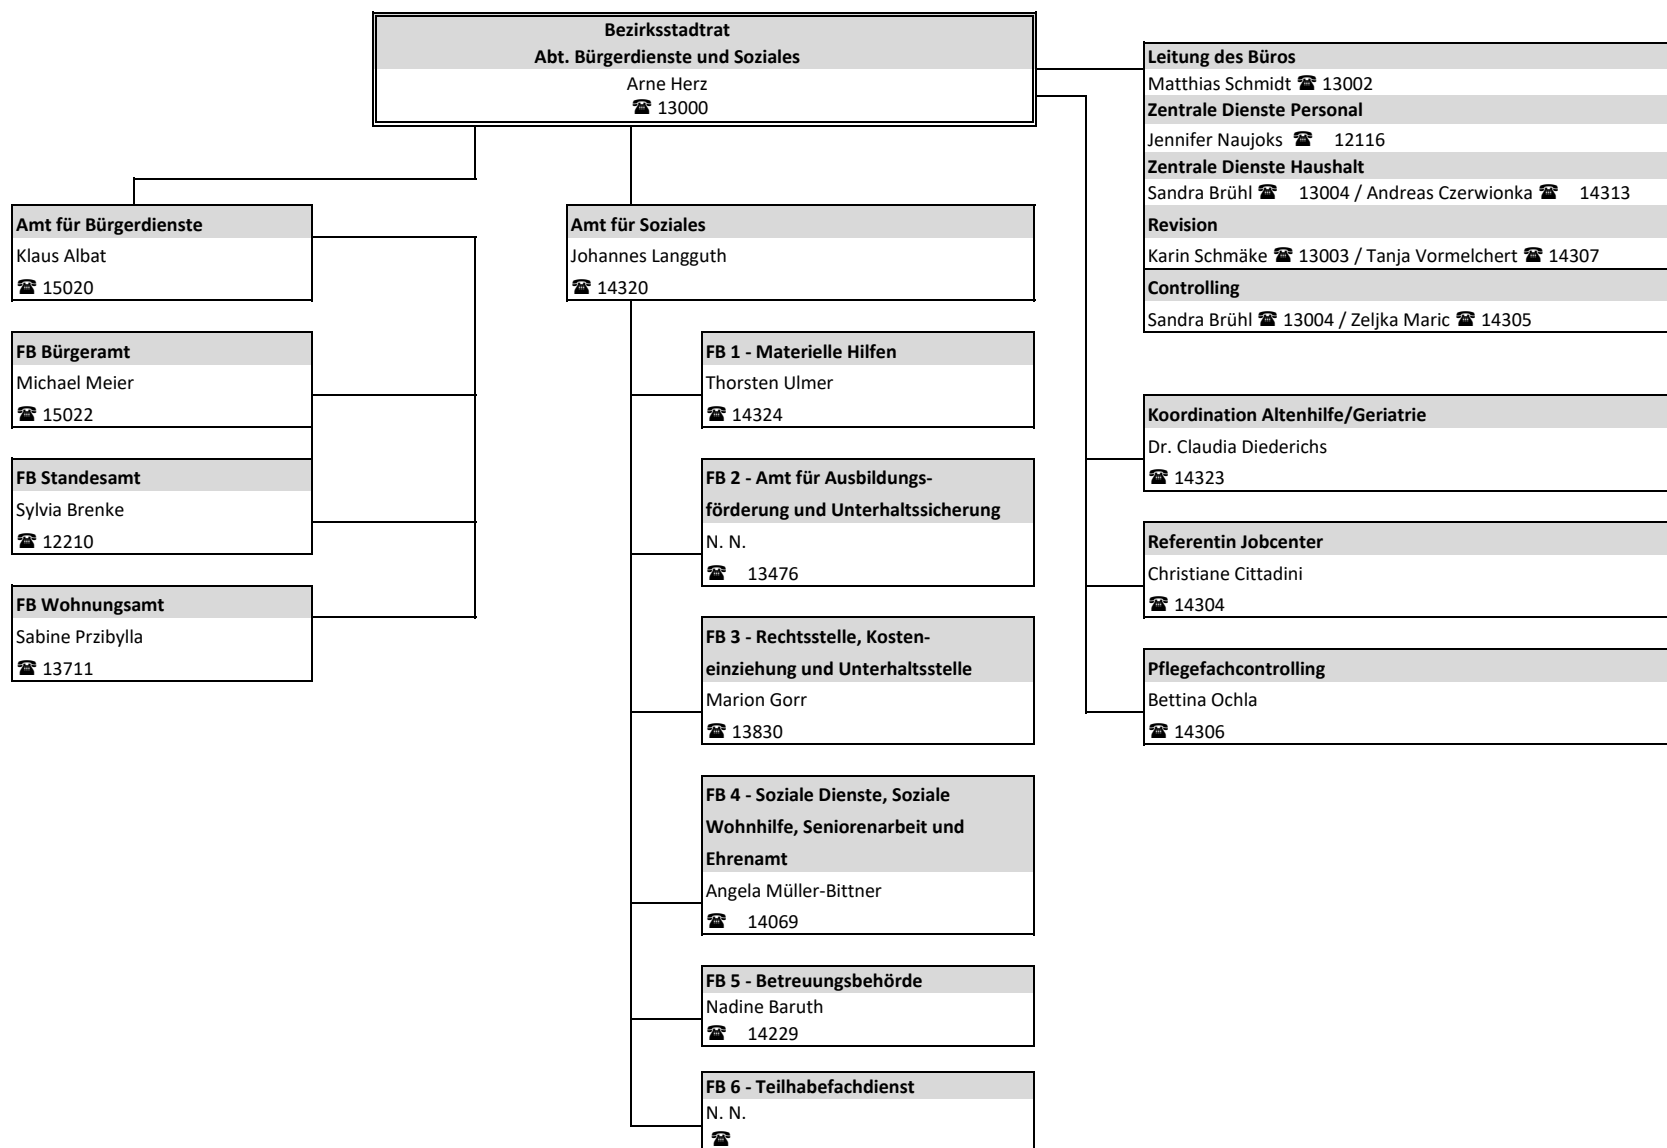 Bezirksstadtrat
Abt. Bürgerdienste und Soziales
Arne Herz
☎ 13000
Leitung des Büros
Matthias Schmidt ☎ 13002
Zentrale Dienste Personal
Jennifer Naujoks ☎ 12116
Zentrale Dienste Haushalt
Sandra Brühl ☎ 13004 / Andreas Czerwionka ☎ 14313
Revision
Karin Schmäke ☎ 13003 / Tanja Vormelchert ☎ 14307
Controlling
Sandra Brühl ☎ 13004 / Zeljka Maric ☎ 14305
Amt für Bürgerdienste
Klaus Albat
☎ 15020
FB Bürgeramt
Michael Meier
☎ 15022
FB Standesamt
Sylvia Brenke
☎ 12210
FB Wohnungsamt
Sabine Przibylla
☎ 13711
Amt für Soziales
Johannes Langguth
☎ 14320
FB 1 - Materielle Hilfen
Thorsten Ulmer
☎ 14324
FB 2 - Amt für Ausbildungs-
förderung und Unterhaltssicherung
N. N.
☎ 13476
FB 3 - Rechtsstelle, Kosten-
einziehung und Unterhaltsstelle
Marion Gorr
☎ 13830
FB 4 - Soziale Dienste, Soziale
Wohnhilfe, Seniorenarbeit und
Ehrenamt
Angela Müller-Bittner
☎ 14069
FB 5 - Betreuungsbehörde
Nadine Baruth
☎ 14229
FB 6 - Teilhabefachdienst
N. N.
☎
Koordination Altenhilfe/Geriatrie
Dr. Claudia Diederichs
☎ 14323
Referentin Jobcenter
Christiane Cittadini
☎ 14304
Pflegefachcontrolling
Bettina Ochla
☎ 14306